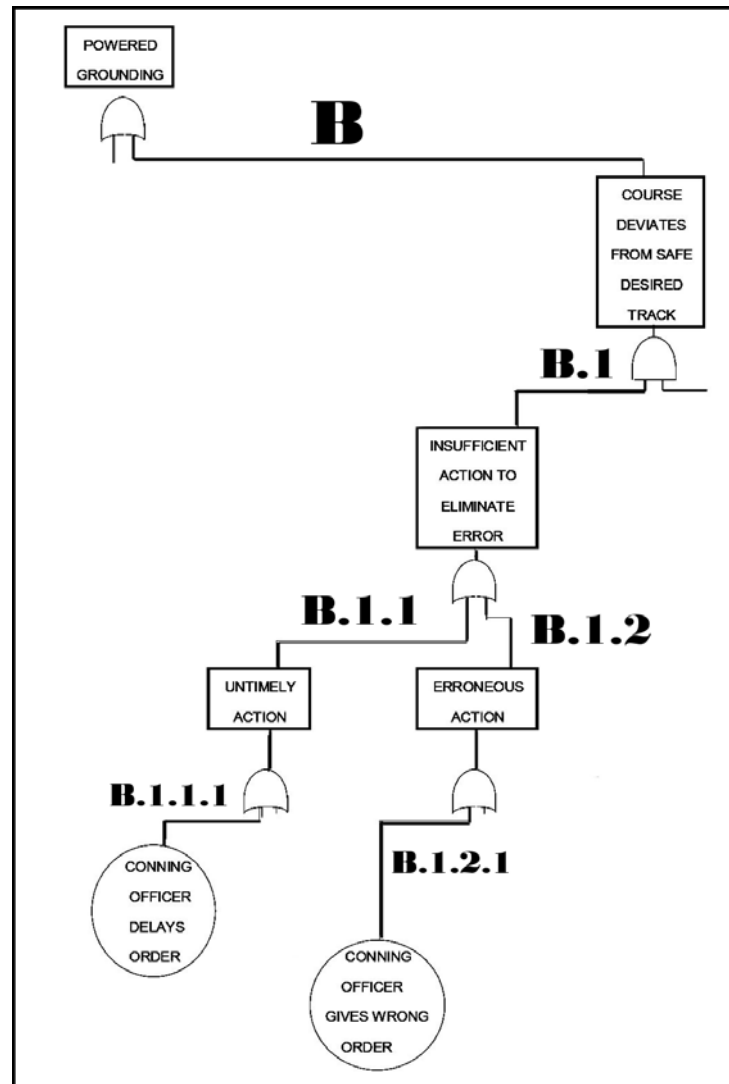 POWERED
GROUNDING
B
COURSE
DEVIATES
FROM SAFE
DESIRED
TRACK
B.1
INSUFFICIENT
ACTION TO
ELIMINATE
ERROR
B.1.1
B.1.2
UNTIMELY
ACTION
ERRONEOUS
ACTION
B.1.1.1
CONNING
OFFICER
DELAYS
ORDER
B.1.2.1
CONNING
OFFICER
GIVES WRONG
ORDER